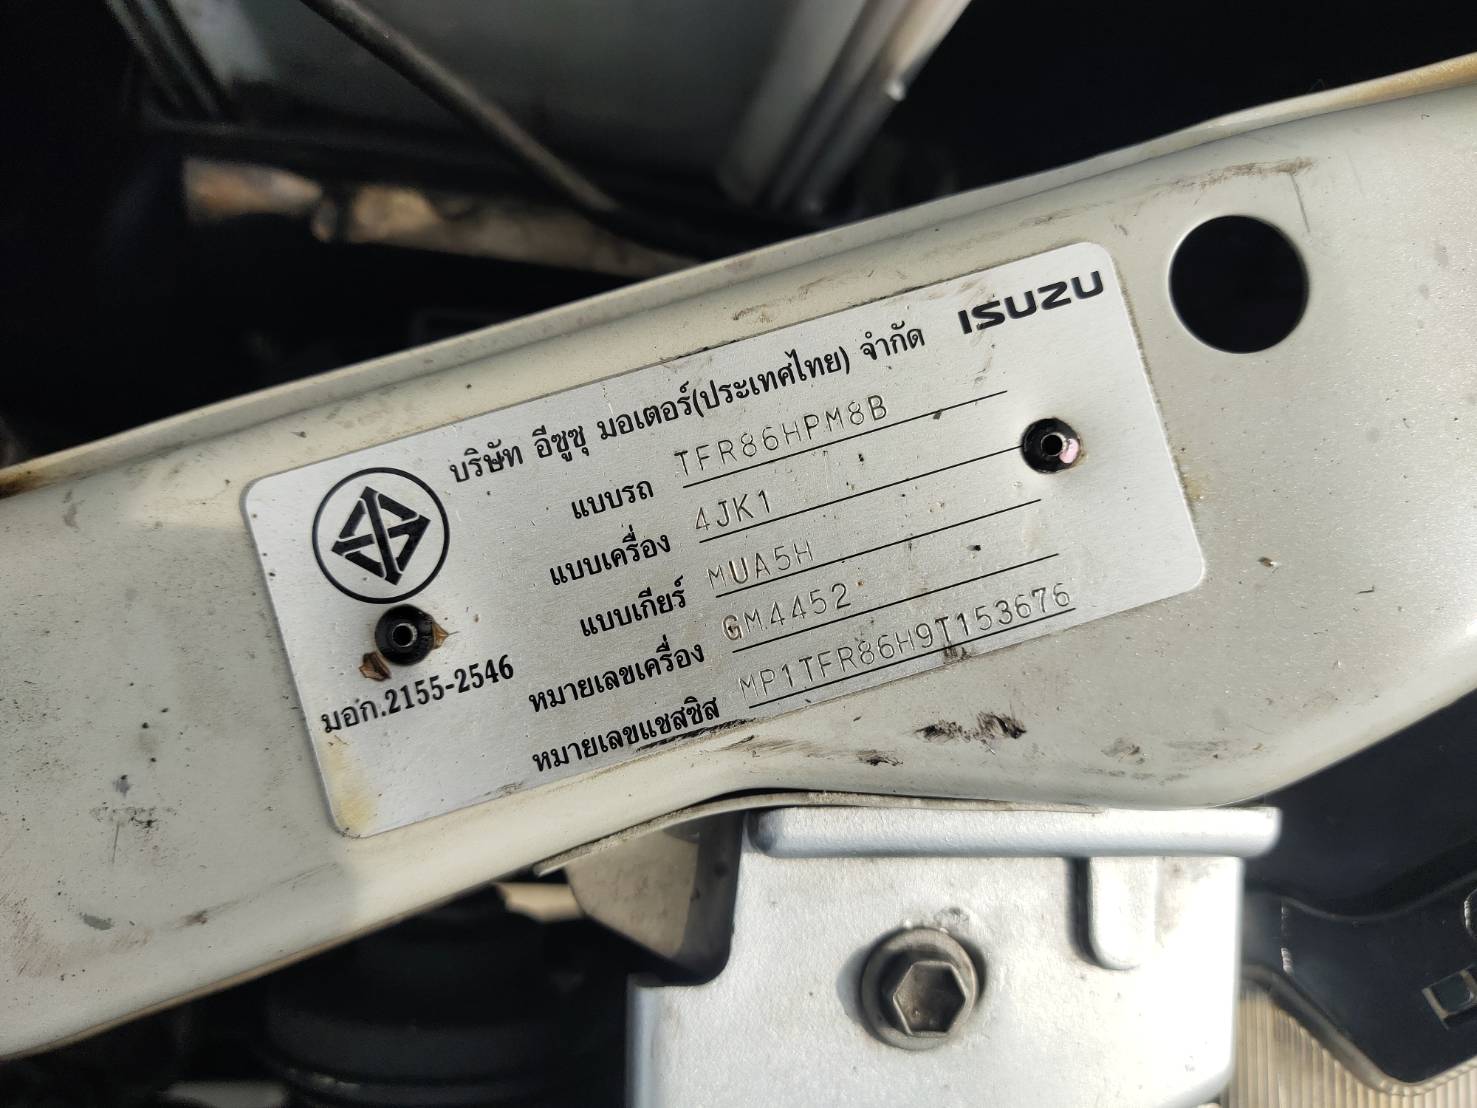 ISUZU
บริษัท อีซูซุ มอเตอร์(ประเทศไทย) จำกัด
แบบรถ TFR86HPM8B
แบบเครื่อง 4JK1
แบบเกียร์ MUA5H
หมายเลขเครื่อง GM4452
หมายเลขแชสซิส MP1TFR86H9T153676
มอก.2155-2546